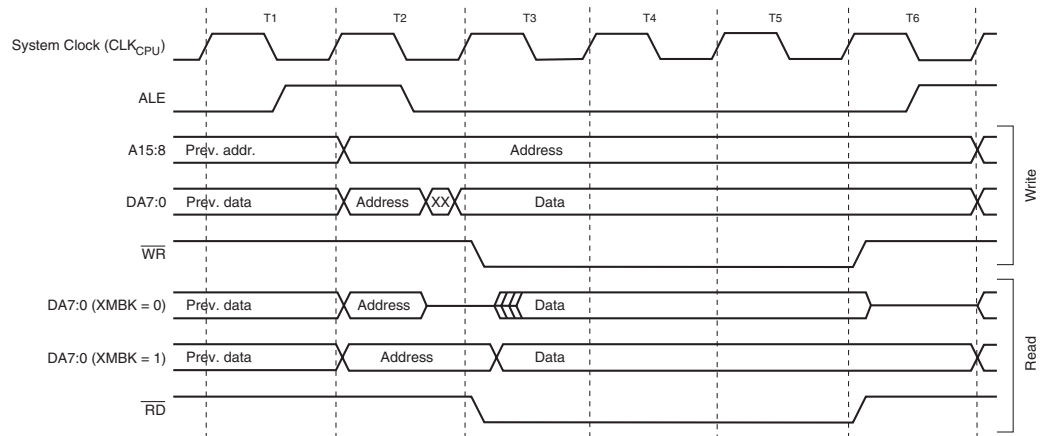 T1 T2 T3 T4 T5 T6
System Clock (CLKCPU)
ALE
A15:8 Prev. addr. Address
DA7:0 Prev. data Address XX Data
WR
Write
DA7:0 (XMBK = 0) Prev. data Address Data
DA7:0 (XMBK = 1) Prev. data Address Data
RD
Read